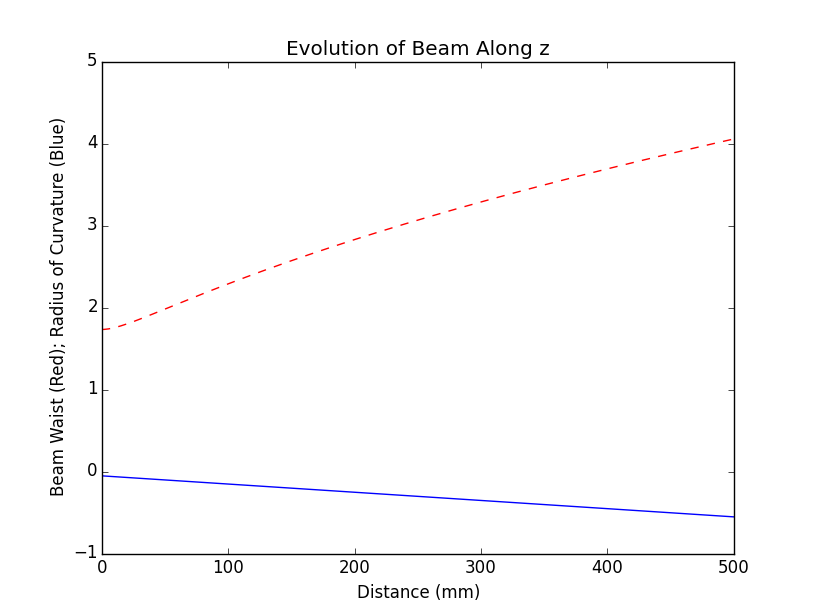 Evolution of Beam Along z
Beam Waist (Red); Radius of Curvature (Blue)
5
4
3
2
1
0
−1
0 100 200 300 400 500
Distance (mm)